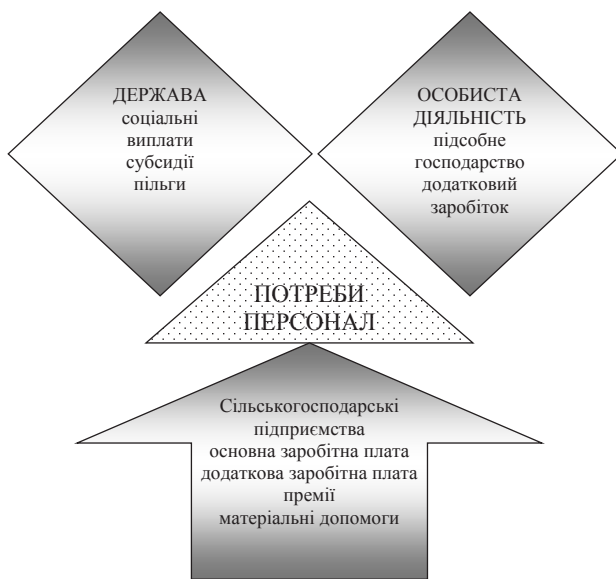 ДЕРЖАВА
соціальні
виплати
субсидії
пільги
ОСОБИСТА
ДІЯЛЬНІСТЬ
підсобне
господарство
додатковий
заробіток
ПОТРЕБИ
ПЕРСОНАЛ
Сільськогосподарські
підприємства
основна заробітна плата
додаткова заробітна плата
премії
матеріальні допомоги